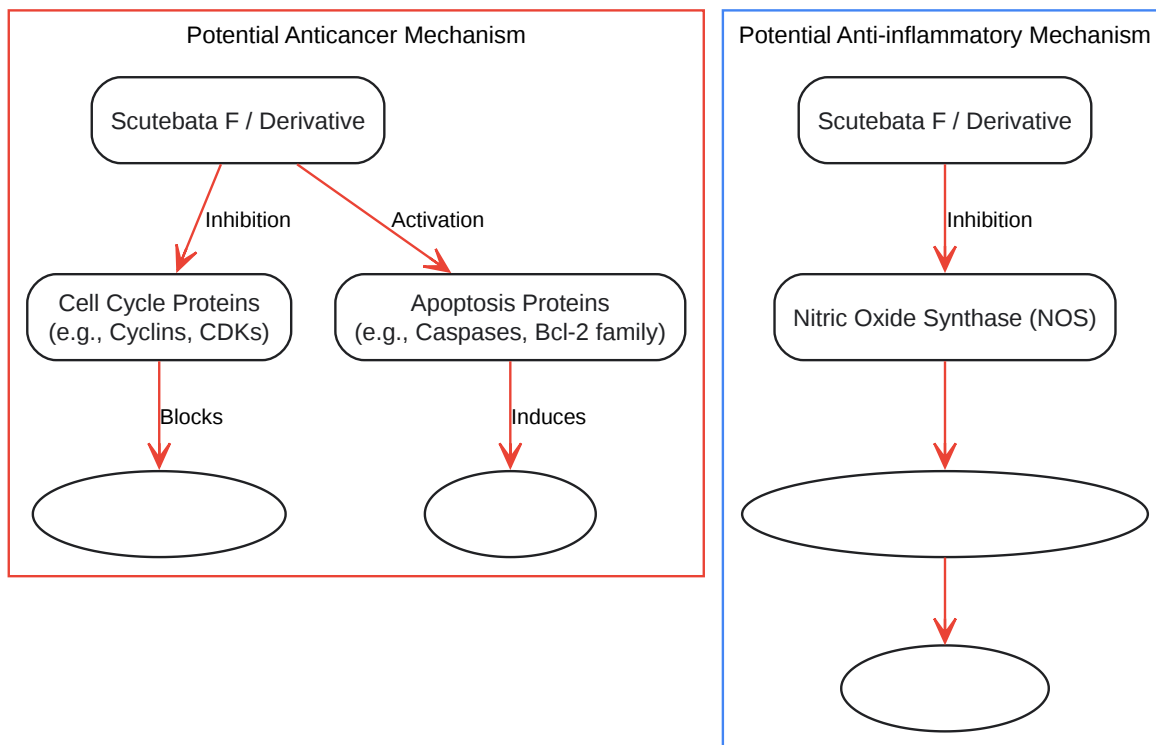 Potential Anticancer Mechanism
Scutebata F / Derivative
Inhibition
Activation
Cell Cycle Proteins
(e.g., Cyclins, CDKs)
Apoptosis Proteins
(e.g., Caspases, Bcl-2 family)
Blocks
Induces
Potential Anti-inflammatory Mechanism
Scutebata F / Derivative
Inhibition
Nitric Oxide Synthase (NOS)